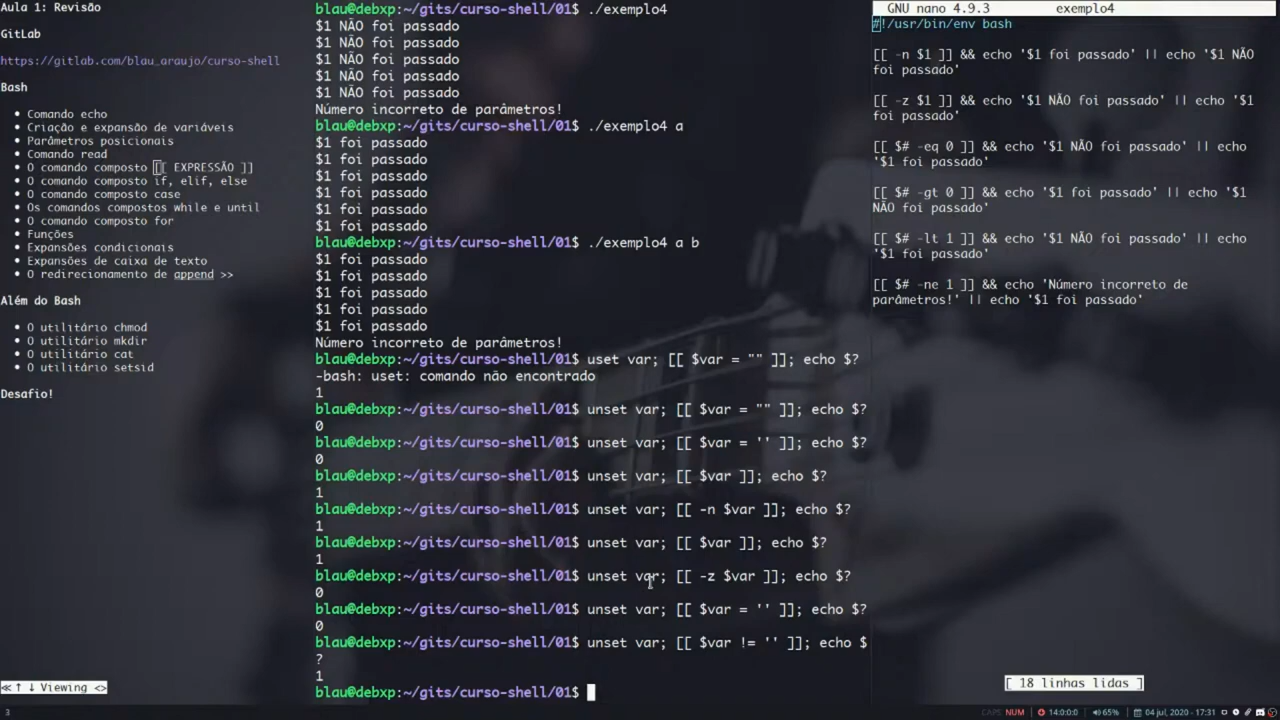 Aula 1: Revisão
GitLab
https://gitlab.com/blau_araujo/curso-shell
Bash
• Comando echo
• Criação e expansão de variáveis
• Parâmetros posicionais
• Comando read
• O comando composto [[ EXPRESSÃO ]]
• O comando composto if, elif, else
• O comando composto case
• Os comandos compostos while e until
• O comando composto for
• Funções
• Expansões condicionais
• Expansões de caixa de texto
• O redirecionamento de append >>
Além do Bash
• O utilitário chmod
• O utilitário mkdir
• O utilitário cat
• O utilitário setsid
Desafio!
≪↑ ↓ Viewing <>
blau@debxp:~/gits/curso-shell/01$ ./exemplo4
$1 NÃO foi passado
$1 NÃO foi passado
$1 NÃO foi passado
$1 NÃO foi passado
$1 NÃO foi passado
Número incorreto de parâmetros!
blau@debxp:~/gits/curso-shell/01$ ./exemplo4 a
$1 foi passado
$1 foi passado
$1 foi passado
$1 foi passado
$1 foi passado
$1 foi passado
blau@debxp:~/gits/curso-shell/01$ ./exemplo4 a b
$1 foi passado
$1 foi passado
$1 foi passado
$1 foi passado
$1 foi passado
Número incorreto de parâmetros!
blau@debxp:~/gits/curso-shell/01$ uset var; [[ $var = "" ]]; echo $?
-bash: uset: comando não encontrado
1
blau@debxp:~/gits/curso-shell/01$ unset var; [[ $var = "" ]]; echo $?
0
blau@debxp:~/gits/curso-shell/01$ unset var; [[ $var = '' ]]; echo $?
0
blau@debxp:~/gits/curso-shell/01$ unset var; [[ $var ]]; echo $?
1
blau@debxp:~/gits/curso-shell/01$ unset var; [[ -n $var ]]; echo $?
1
blau@debxp:~/gits/curso-shell/01$ unset var; [[ $var ]]; echo $?
1
blau@debxp:~/gits/curso-shell/01$ unset var; [[ -z $var ]]; echo $?
0
blau@debxp:~/gits/curso-shell/01$ unset var; [[ $var = '' ]]; echo $?
0
blau@debxp:~/gits/curso-shell/01$ unset var; [[ $var != '' ]]; echo $
?
1
blau@debxp:~/gits/curso-shell/01$
GNU nano 4.9.3 exemplo4
#!/usr/bin/env bash
[[ -n $1 ]] && echo '$1 foi passado' || echo '$1 NÃO
foi passado'
[[ -z $1 ]] && echo '$1 NÃO foi passado' || echo '$1
foi passado'
[[ $# -eq 0 ]] && echo '$1 NÃO foi passado' || echo
'$1 foi passado'
[[ $# -gt 0 ]] && echo '$1 foi passado' || echo '$1
NÃO foi passado'
[[ $# -lt 1 ]] && echo '$1 NÃO foi passado' || echo
'$1 foi passado'
[[ $# -ne 1 ]] && echo 'Número incorreto de
parâmetros!' || echo '$1 foi passado'
[ 18 linhas lidas ]
3
CAPS NUM 14:0:0:0 65% 04 jul, 2020 - 17:31